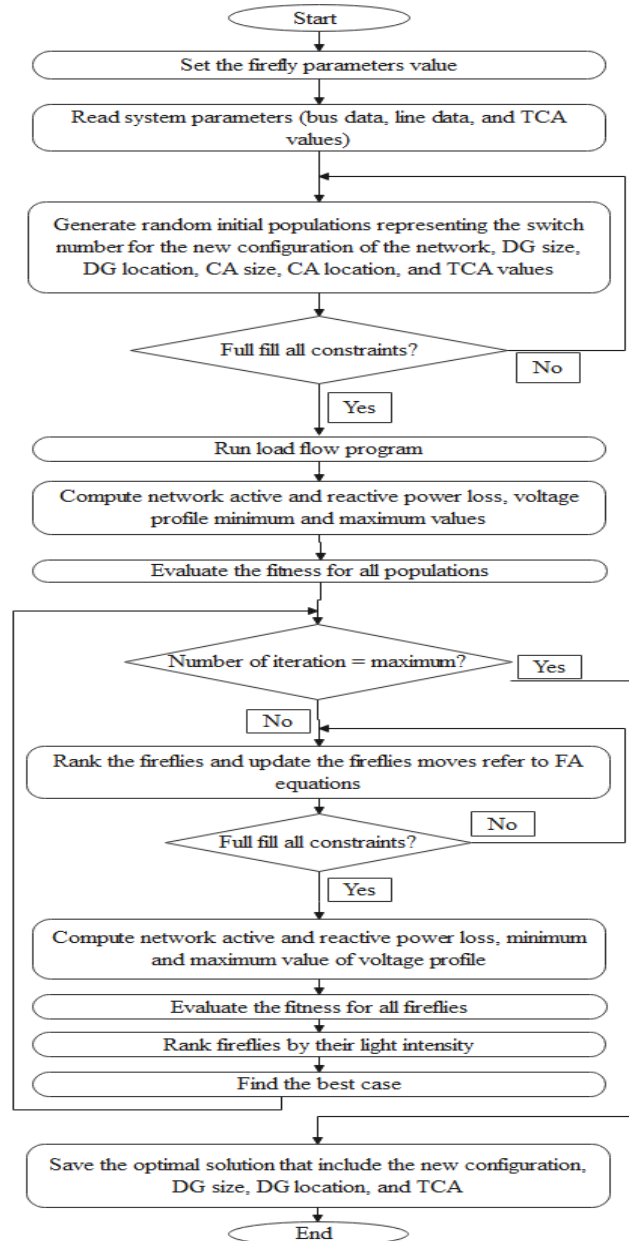 Start
Set the firefly parameters value
Read system parameters (bus data, line data, and TCA
values)
Generate random initial populations representing the switch
number for the new configuration of the network, DG size,
DG location, CA size, CA location, and TCA values
Full fill all constraints?
No
Yes
Run load flow program
Compute network active and reactive power loss, voltage
profile minimum and maximum values
Evaluate the fitness for all populations
Number of iteration = maximum?
Yes
No
Rank the fireflies and update the fireflies moves refer to FA
equations
No
Full fill all constraints?
Yes
Compute network active and reactive power loss, minimum
and maximum value of voltage profile
Evaluate the fitness for all fireflies
Rank fireflies by their light intensity
Find the best case
Save the optimal solution that include the new configuration,
DG size, DG location, and TCA
End